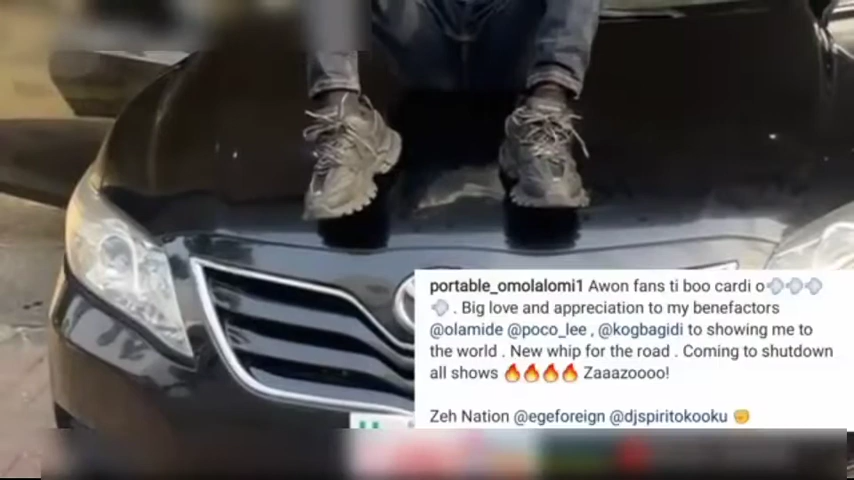 portable_omolalomi1 Awon fans ti boo cardi o💨💨💨
💨 . Big love and appreciation to my benefactors
@olamide @poco_lee , @kogbagidi to showing me to
the world . New whip for the road . Coming to shutdown
all shows 🔥🔥🔥🔥 Zaaazoooo!
Zeh Nation @egeforeign @djspiritokooku ✊